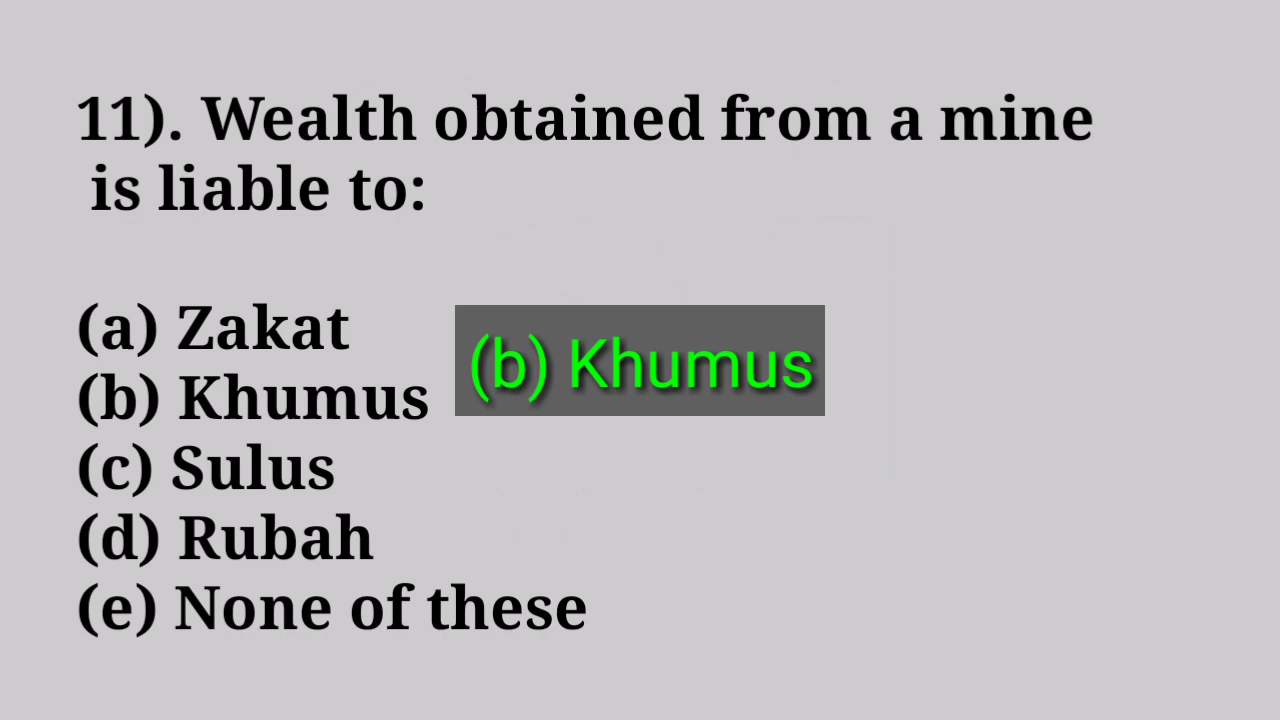 11). Wealth obtained from a mine
is liable to:
(a) Zakat
(b) Khumus
(b) Khumus
(c) Sulus
(d) Rubah
(e) None of these